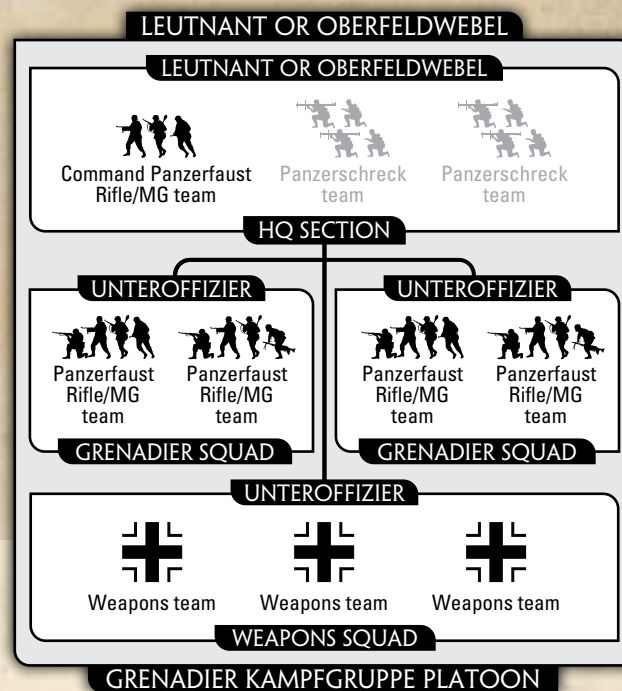 LEUTNANT OR OBERFELDWEBEL
LEUTNANT OR OBERFELDWEBEL
Command Panzerfaust
Rifle/MG team
Panzerschreck
team
Panzerschreck
team
HQ SECTION
UNTEROFFIZIER
Panzerfaust
Rifle/MG
team
Panzerfaust
Rifle/MG
team
GRENADIER SQUAD
UNTEROFFIZIER
Panzerfaust
Rifle/MG
team
Panzerfaust
Rifle/MG
team
GRENADIER SQUAD
UNTEROFFIZIER
Weapons team
Weapons team
Weapons team
WEAPONS SQUAD
GRENADIER KAMPFGRUPPE PLATOON